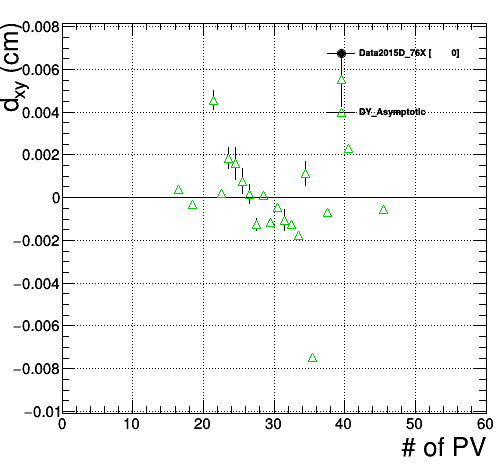 0.008
0.006
0.004
0.002
0
−0.002
−0.004
−0.006
−0.008
−0.01
d_xy (cm)
Data2015D_76X [ 0]
DY_Asymptotic
0 10 20 30 40 50 60
# of PV